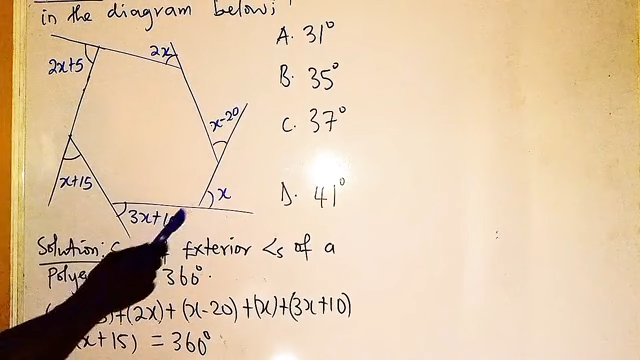 in the diagram below;
2x+5
2x
x-20
x
3x+1
x+15
A. 31°
B. 35°
C. 37°
D. 41°
Solution: Exterior <s of a
Polyg 360°.
+(2x)+(x-20)+(x)+(3x+10)
x+15) = 360°